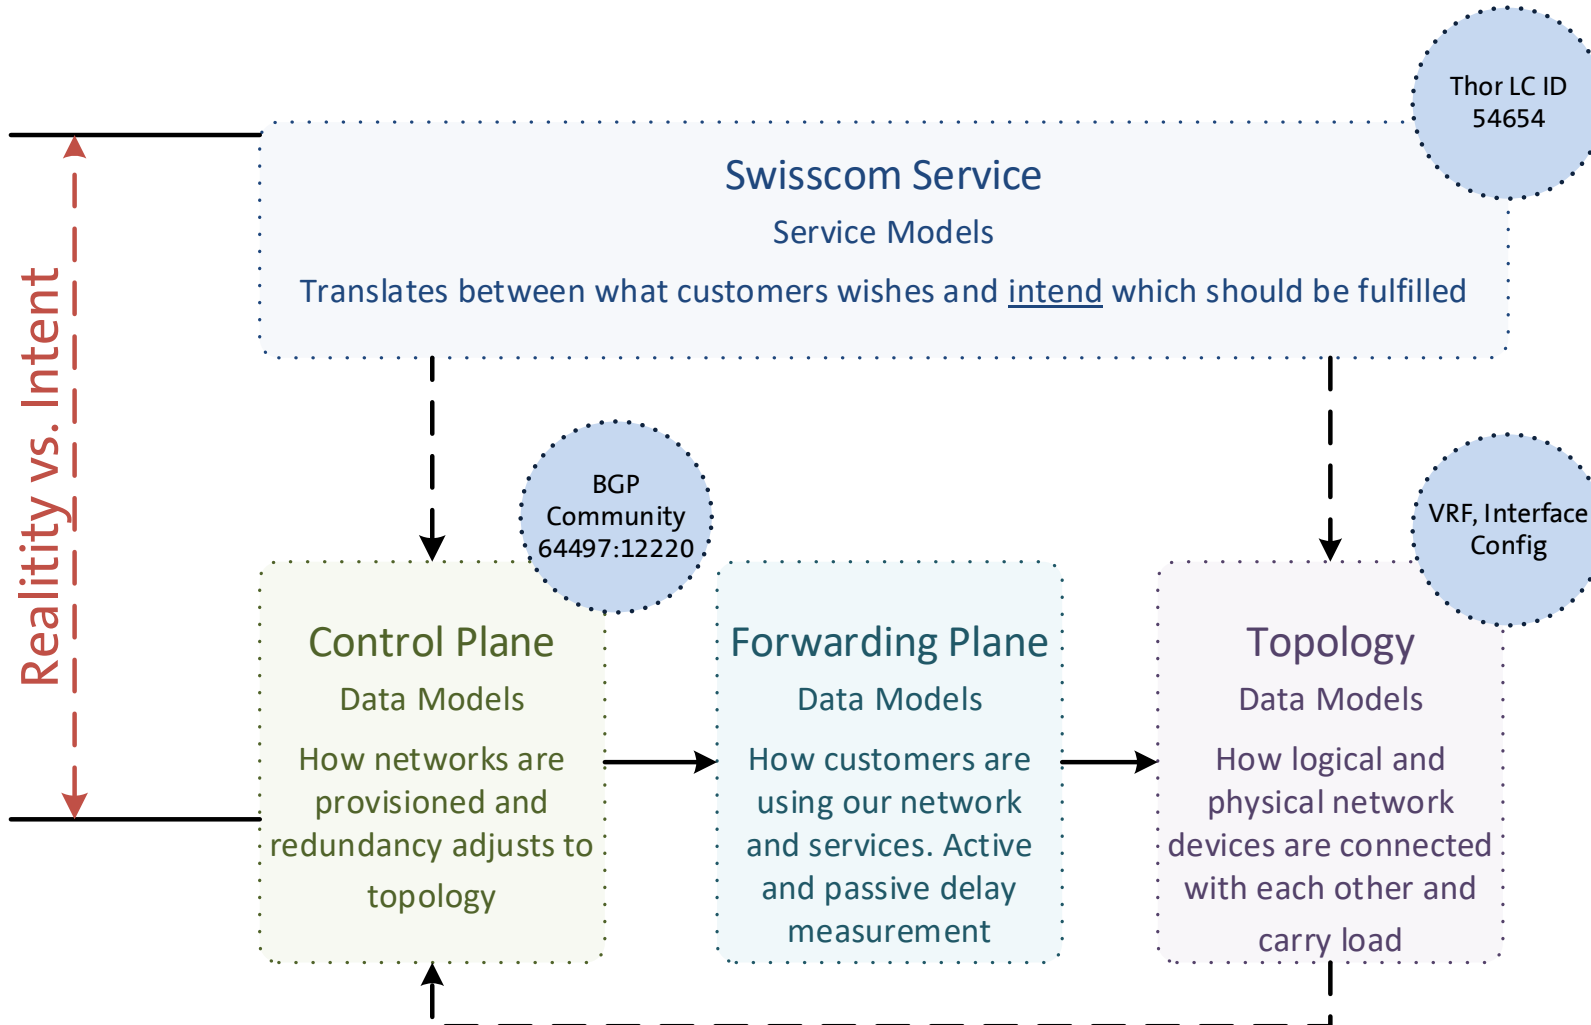 Thor LC ID
54654
Swisscom Service
Service Models
Translates between what customers wishes and intend which should be fulfilled
Realitity vs. Intent
BGP
Community
64497:12220
VRF, Interface
Config
Control Plane
Data Models
How networks are
provisioned and
redundancy adjusts to
topology
Forwarding Plane
Data Models
How customers are
using our network
and services. Active
and passive delay
measurement
Topology
Data Models
How logical and
physical network
devices are connected
with each other and
carry load